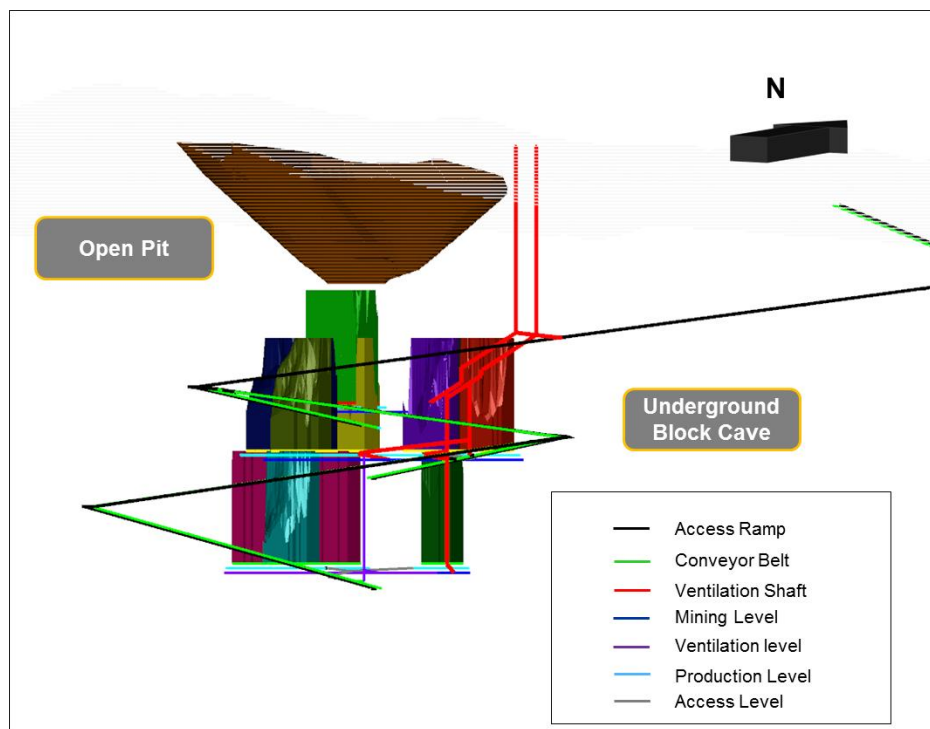 N
Open Pit
Underground
Block Cave
Access Ramp
Conveyor Belt
Ventilation Shaft
Mining Level
Ventilation level
Production Level
Access Level